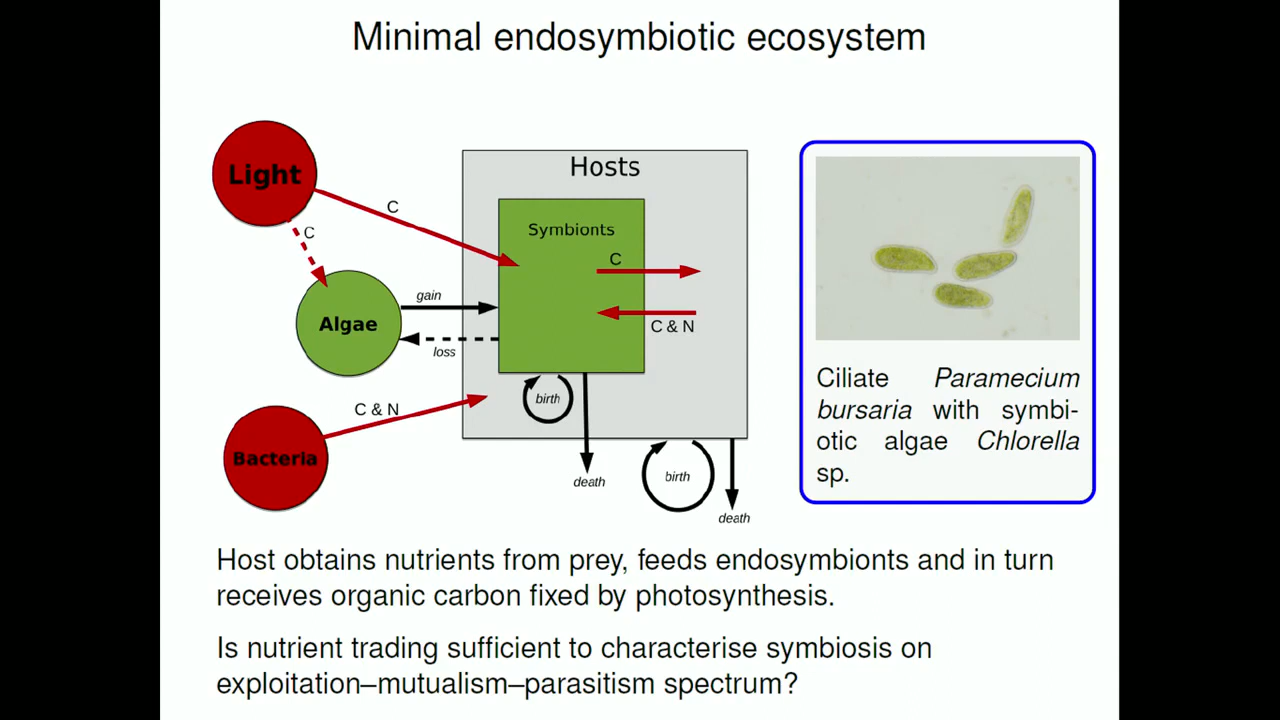 Minimal endosymbiotic ecosystem
Light
C
C
Algae
gain
loss
Bacteria
C & N
Hosts
Symbionts
C
C & N
birth
death
birth
death
Ciliate Paramecium
bursaria with symbi-
otic algae Chlorella
sp.
Host obtains nutrients from prey, feeds endosymbionts and in turn
receives organic carbon fixed by photosynthesis.
Is nutrient trading sufficient to characterise symbiosis on
exploitation–mutualism–parasitism spectrum?